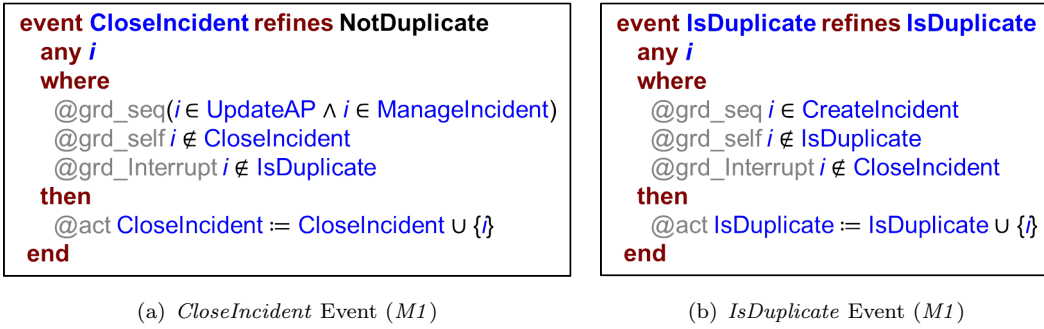 event CloseIncident refines NotDuplicate
any i
where
@grd_seq(i ∈ UpdateAP ∧ i ∈ ManageIncident)
@grd_self i ∉ CloseIncident
@grd_Interrupt i ∉ IsDuplicate
then
@act CloseIncident ≔ CloseIncident ∪ {i}
end
(a) CloseIncident Event (M1)
event IsDuplicate refines IsDuplicate
any i
where
@grd_seq i ∈ CreateIncident
@grd_self i ∉ IsDuplicate
@grd_Interrupt i ∉ CloseIncident
then
@act IsDuplicate ≔ IsDuplicate ∪ {i}
end
(b) IsDuplicate Event (M1)